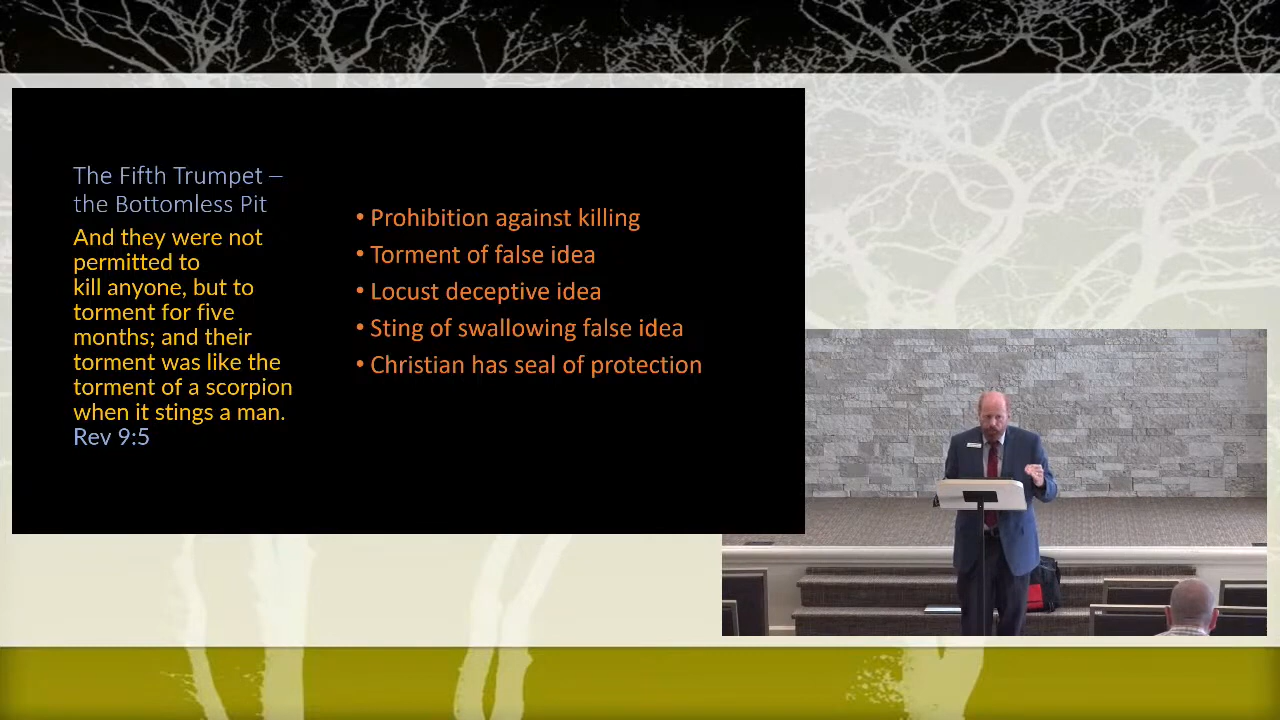 The Fifth Trumpet –
the Bottomless Pit
And they were not
permitted to
kill anyone, but to
torment for five
months; and their
torment was like the
torment of a scorpion
when it stings a man.
Rev 9:5
• Prohibition against killing
• Torment of false idea
• Locust deceptive idea
• Sting of swallowing false idea
• Christian has seal of protection